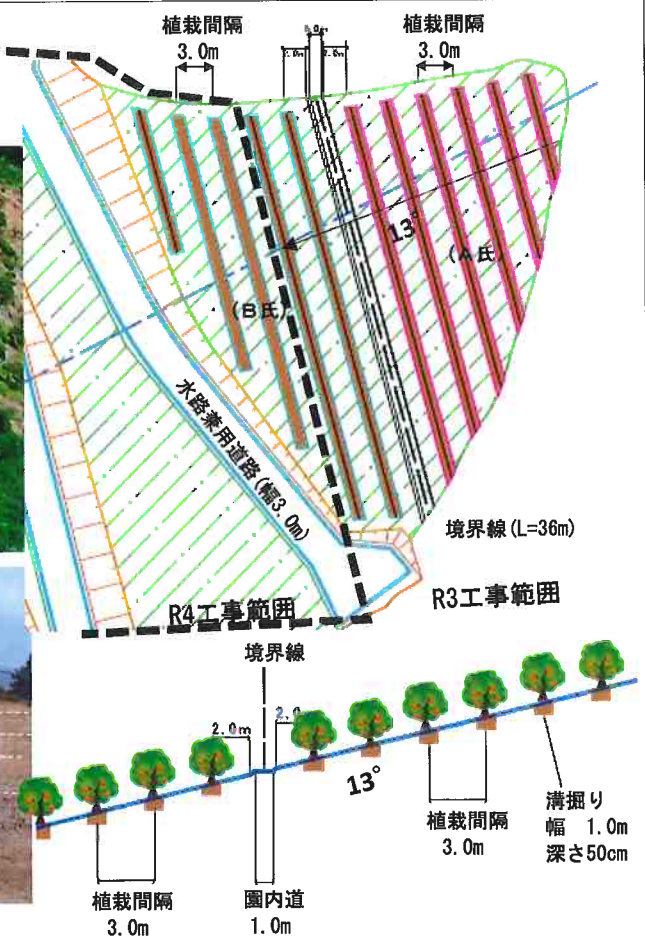 植栽間隔
3.0m
植栽間隔
3.0m
13°
(A氏)
(B氏)
水路兼用道路(幅3.0m)
境界線(L=36m)
R4工事範囲
R3工事範囲
境界線
2.0m
13°
植栽間隔
3.0m
溝掘り
幅 1.0m
深さ50cm
植栽間隔
3.0m
園内道
1.0m